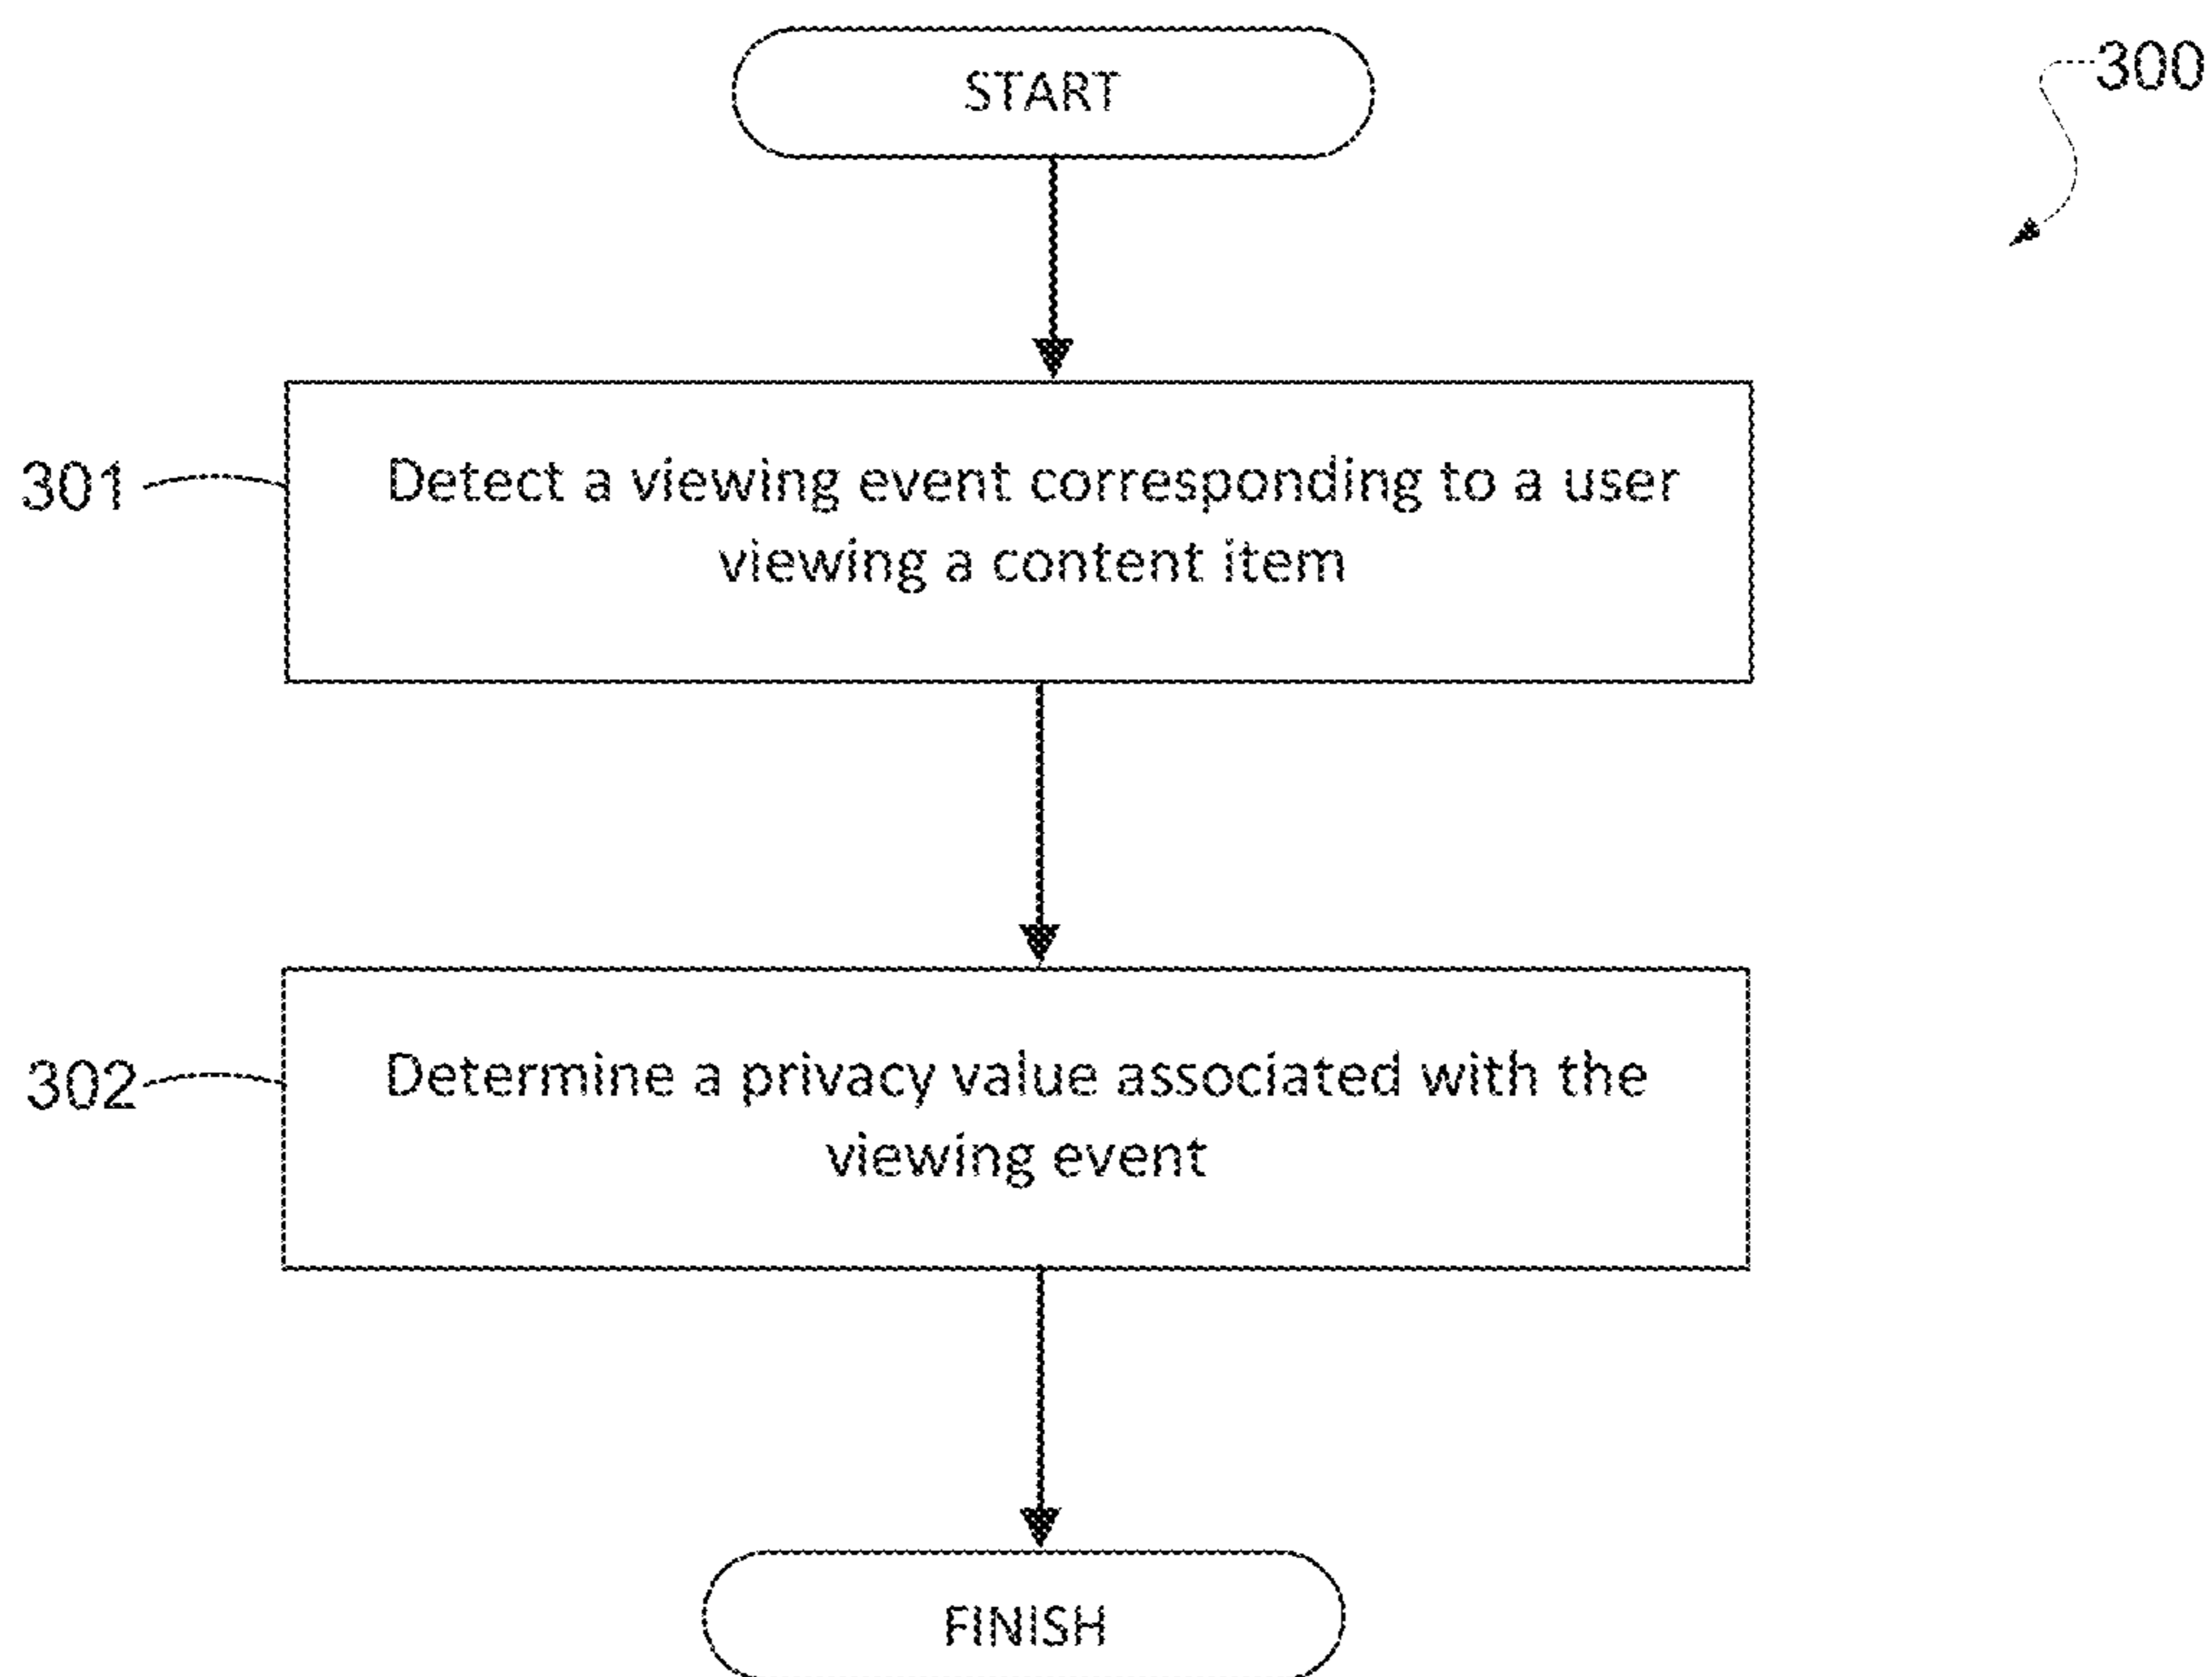 START
300
301
Detect a viewing event corresponding to a user
viewing a content item
302
Determine a privacy value associated with the
viewing event
FINISH